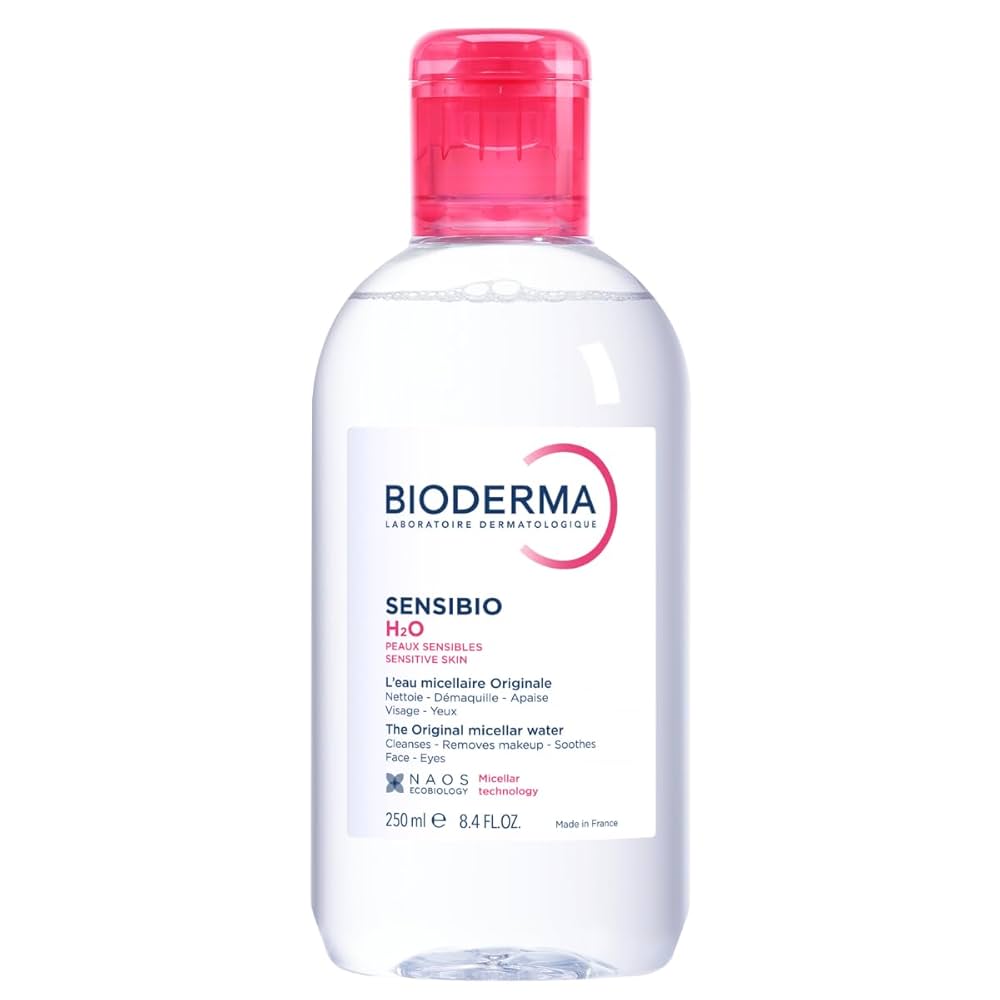 BIODERMA
LABORATOIRE DERMATOLOGIQUE
SENSIBIO
H₂O
PEAUX SENSIBLES
SENSITIVE SKIN
L'eau micellaire Originale
Nettoie - Démaquille - Apaise
Visage - Yeux
The Original micellar water
Cleanses - Removes makeup - Soothes
Face - Eyes
NAOS
ECOBIOLOGY
Micellar
technology
250 ml ℮ 8.4 FL.OZ.
Made in France